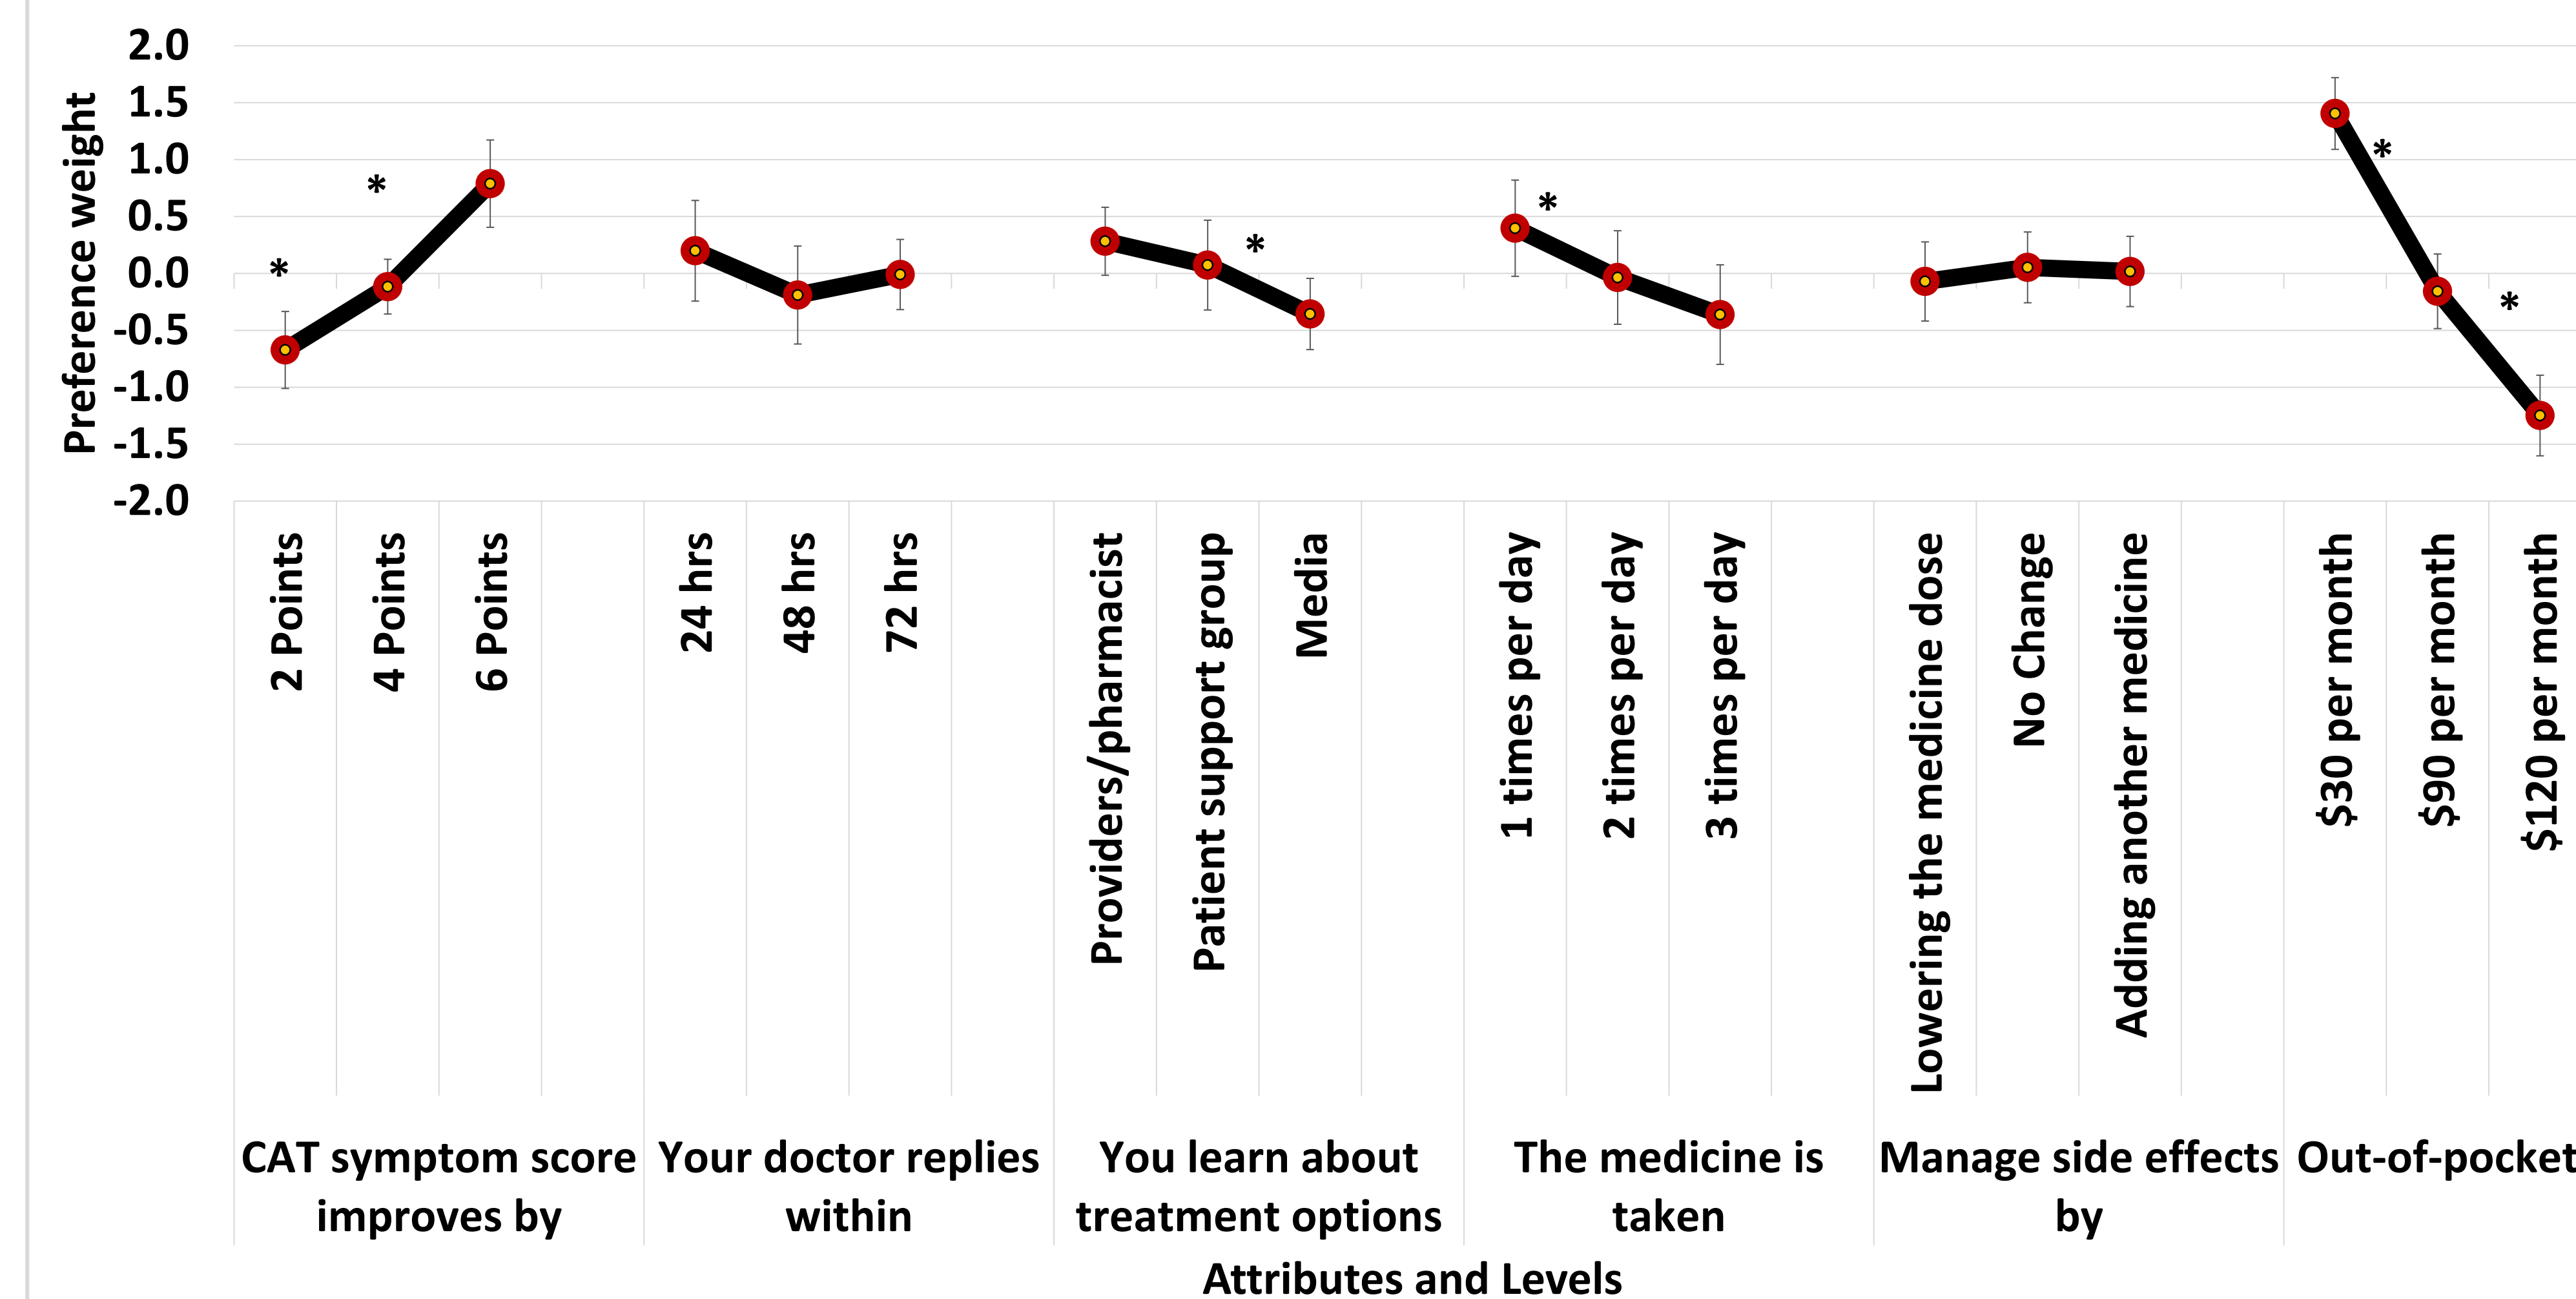 2.0
1.5
1.0
0.5
0.0
-0.5
-1.0
-1.5
-2.0
Preference weight
*
*
*
*
*
*
2 Points
4 Points
6 Points
24 hrs
48 hrs
72 hrs
Providers/pharmacist
Patient support group
Media
1 times per day
2 times per day
3 times per day
Lowering the medicine dose
No Change
Adding another medicine
$30 per month
$90 per month
$120 per month
CAT symptom score
improves by
Your doctor replies
within
You learn about
treatment options
The medicine is
taken
Manage side effects
by
Out-of-pocket
Attributes and Levels